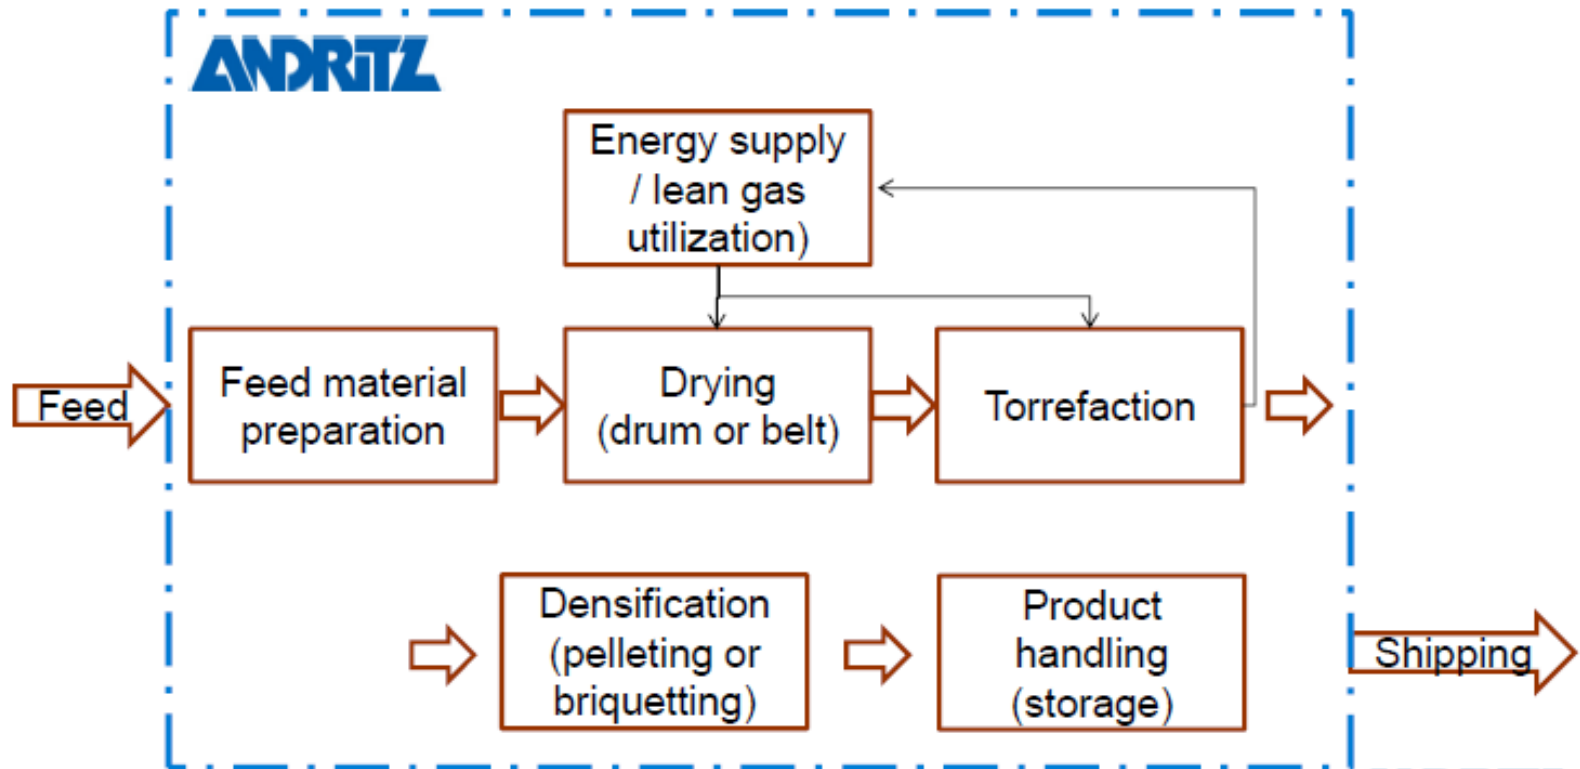 ANDRITZ
Energy supply
/ lean gas
utilization)
Feed
Feed material
preparation
Drying
(drum or belt)
Torrefaction
Densification
(pelleting or
briquetting)
Product
handling
(storage)
Shipping